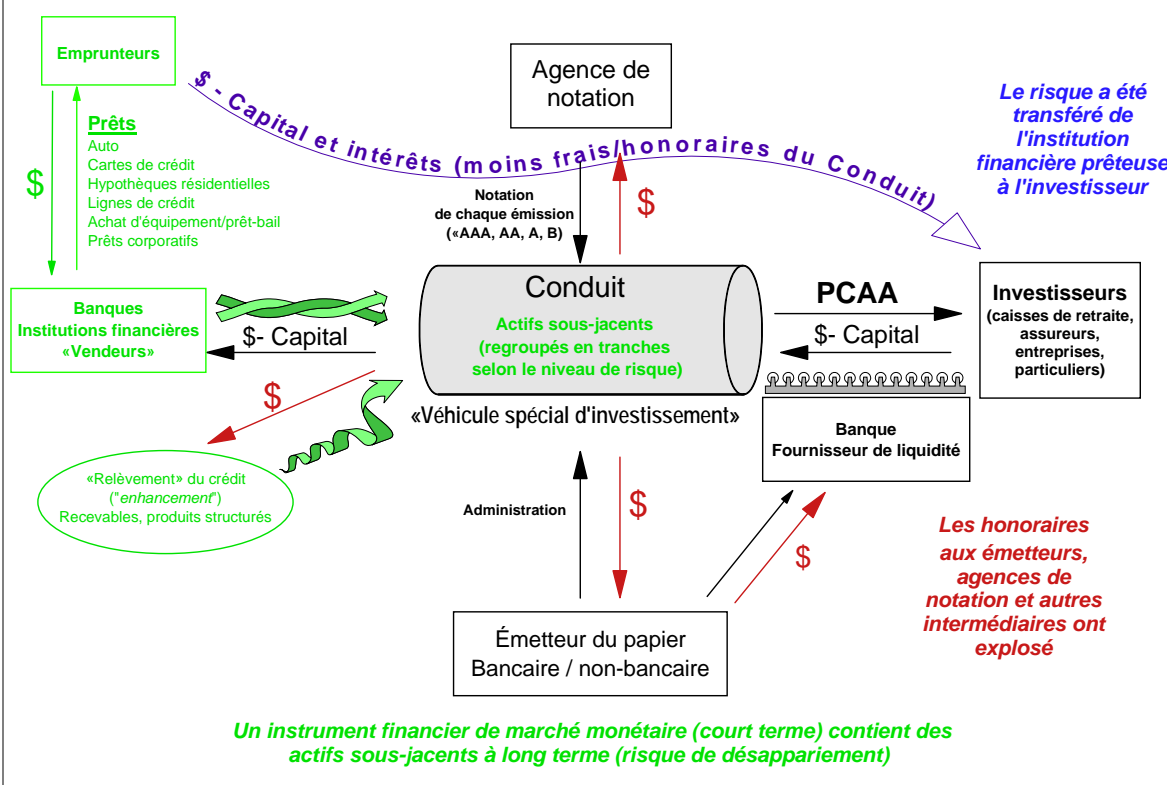 Emprunteurs
Prêts
Auto
Cartes de crédit
Hypothèques résidentielles
Lignes de crédit
Achat d'équipement/prêt-bail
Prêts corporatifs
$
$ - Capital et intérêts (moins frais/honoraires du Conduit)
Agence de
notation
Le risque a été
transféré de
l'institution
financière prêteuse
à l'investisseur
Notation
de chaque émission
(«AAA, AA, A, B)
$
Banques
Institutions financières
«Vendeurs»
$- Capital
Conduit
Actifs sous-jacents
(regroupés en tranches
selon le niveau de risque)
«Véhicule spécial d'investissement»
PCAA
$- Capital
Investisseurs
(caisses de retraite,
assureurs,
entreprises,
particuliers)
$
«Relèvement» du crédit
("enhancement")
Recevables, produits structurés
Banque
Fournisseur de liquidité
Administration
$
$
Émetteur du papier
Bancaire / non-bancaire
Les honoraires
aux émetteurs,
agences de
notation et autres
intermédiaires ont
explosé
Un instrument financier de marché monétaire (court terme) contient des
actifs sous-jacents à long terme (risque de désappariement)